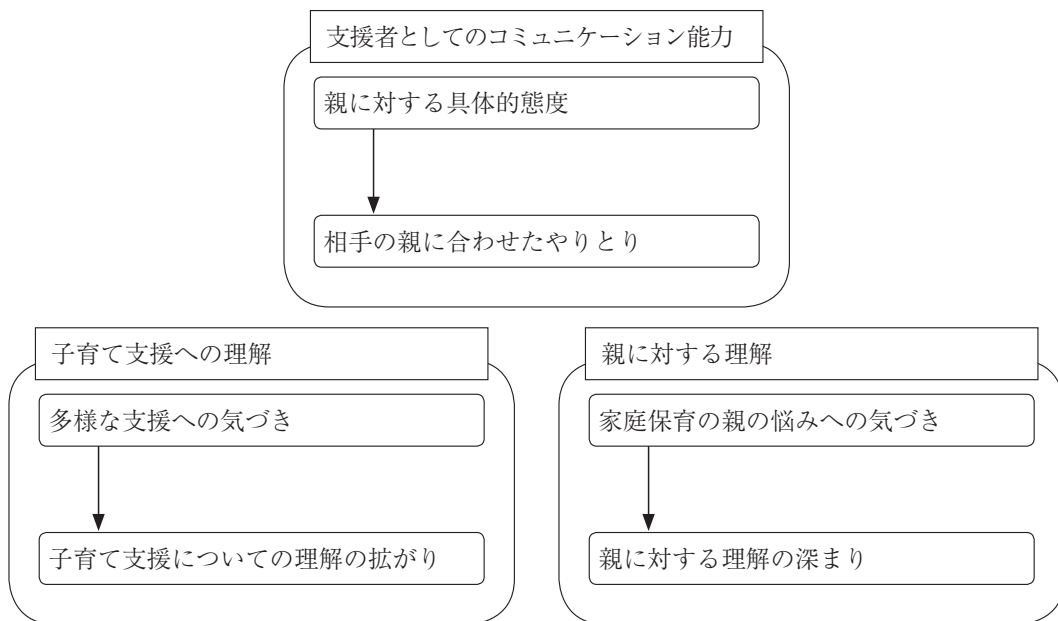 支援者としてのコミュニケーション能力
親に対する具体的態度
相手の親に合わせたやりとり
子育て支援への理解
多様な支援への気づき
子育て支援についての理解の拡がり
親に対する理解
家庭保育の親の悩みへの気づき
親に対する理解の深まり